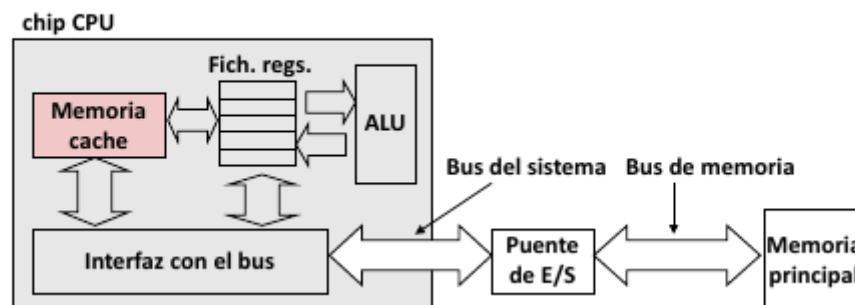 chip CPU
Fich. regs.
Memoria
cache
ALU
Bus del sistema
Bus de memoria
Interfaz con el bus
Puente
de E/S
Memoria
principal